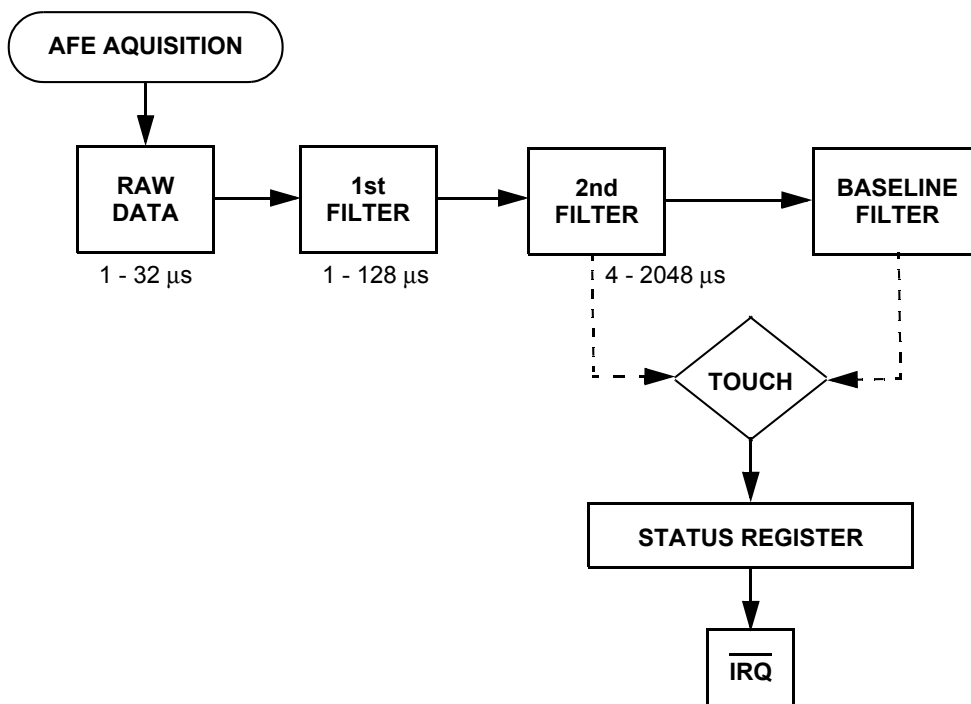 AFE AQUISITION
RAW
DATA
1st
FILTER
2nd
FILTER
BASELINE
FILTER
1 - 32 μs
1 - 128 μs
4 - 2048 μs
TOUCH
STATUS REGISTER
IRQ